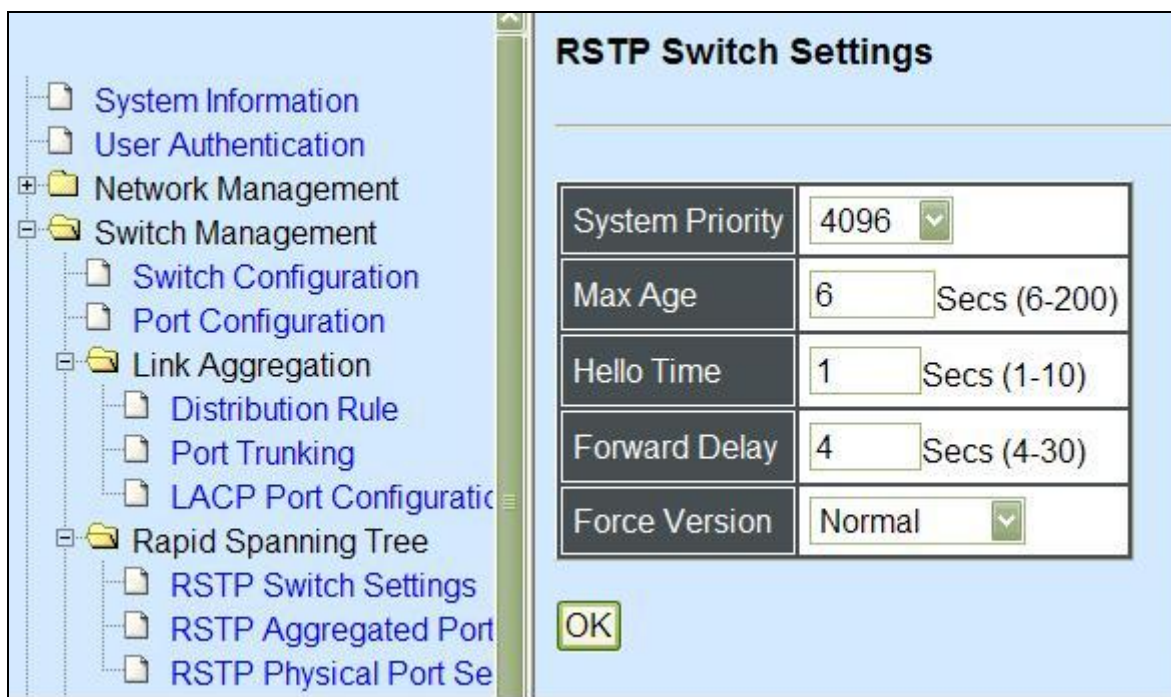 System Information
User Authentication
Network Management
Switch Management
Switch Configuration
Port Configuration
Link Aggregation
Distribution Rule
Port Trunking
LACP Port Configuratic
Rapid Spanning Tree
RSTP Switch Settings
RSTP Aggregated Port
RSTP Physical Port Se
RSTP Switch Settings
System Priority 4096
Max Age 6 Secs (6-200)
Hello Time 1 Secs (1-10)
Forward Delay 4 Secs (4-30)
Force Version Normal
OK